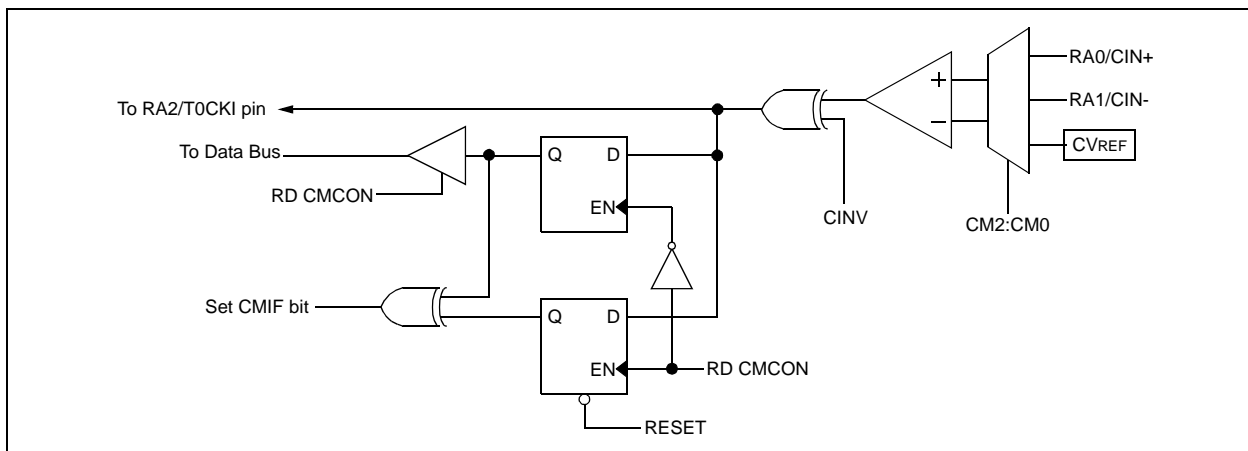 RA0/CIN+
To RA2/T0CKI pin
RA1/CIN-
To Data Bus
Q D
CVREF
RD CMCON
EN
CINV
CM2:CM0
Set CMIF bit
Q D
EN
RD CMCON
RESET
+
−